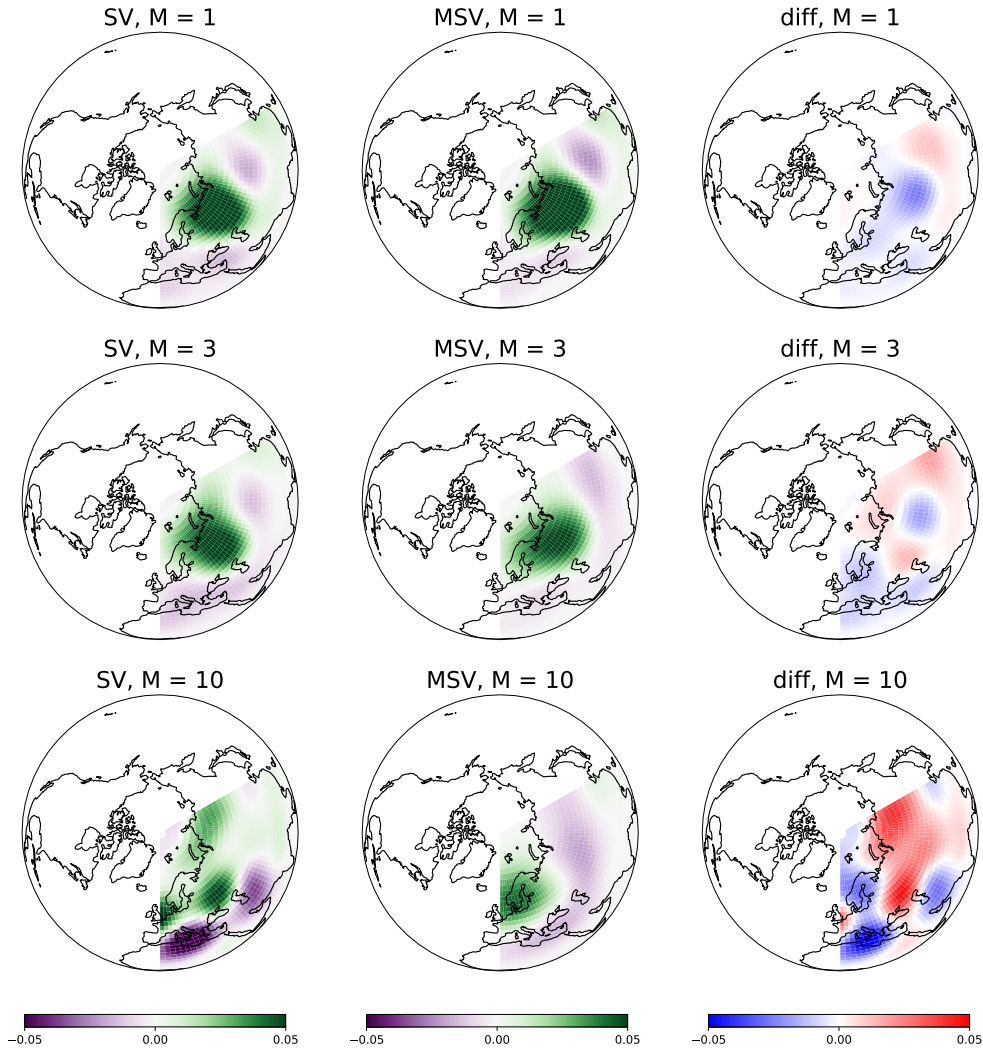 SV, M = 1 MSV, M = 1 diff, M = 1
SV, M = 3 MSV, M = 3 diff, M = 3
SV, M = 10 MSV, M = 10 diff, M = 10
−0.05 0.00 0.05 −0.05 0.00 0.05 −0.05 0.00 0.05